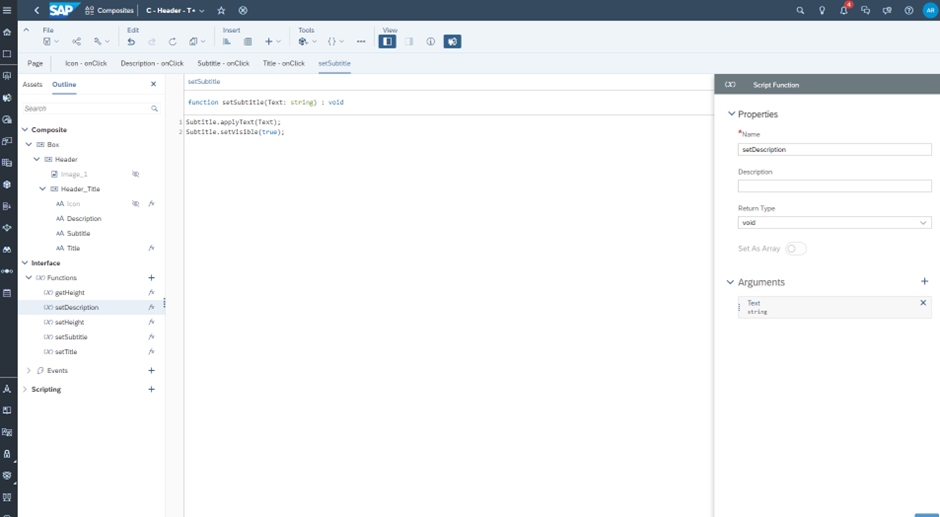 SAP Composites C - Header - T+
4
AR
File Edit Insert Tools View
Page Icon - onClick Description - onClick Subtitle - onClick Title - onClick setSubtitle
Assets Outline
Search
Composite
Box
Header
Image_1
Header_Title
Icon
Description
Subtitle
Title
Interface
Functions
getHeight
setDescription
setHeight
setSubtitle
setTitle
Events
Scripting
setSubtitle
function setSubtitle(Text: string) : void
1 Subtitle.applyText(Text);
2 Subtitle.setVisible(true);
Script Function
Properties
*Name
setDescription
Description
Return Type
void
Set As Array
Arguments
Text
string